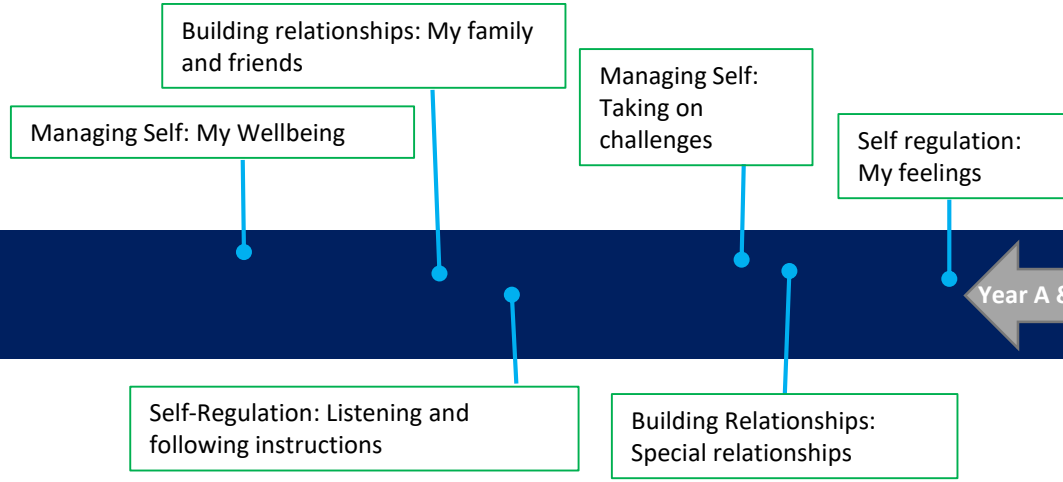 Building relationships: My family
and friends
Managing Self:
Taking on
challenges
Managing Self: My Wellbeing
Self regulation:
My feelings
Year A &
Self-Regulation: Listening and
following instructions
Building Relationships:
Special relationships